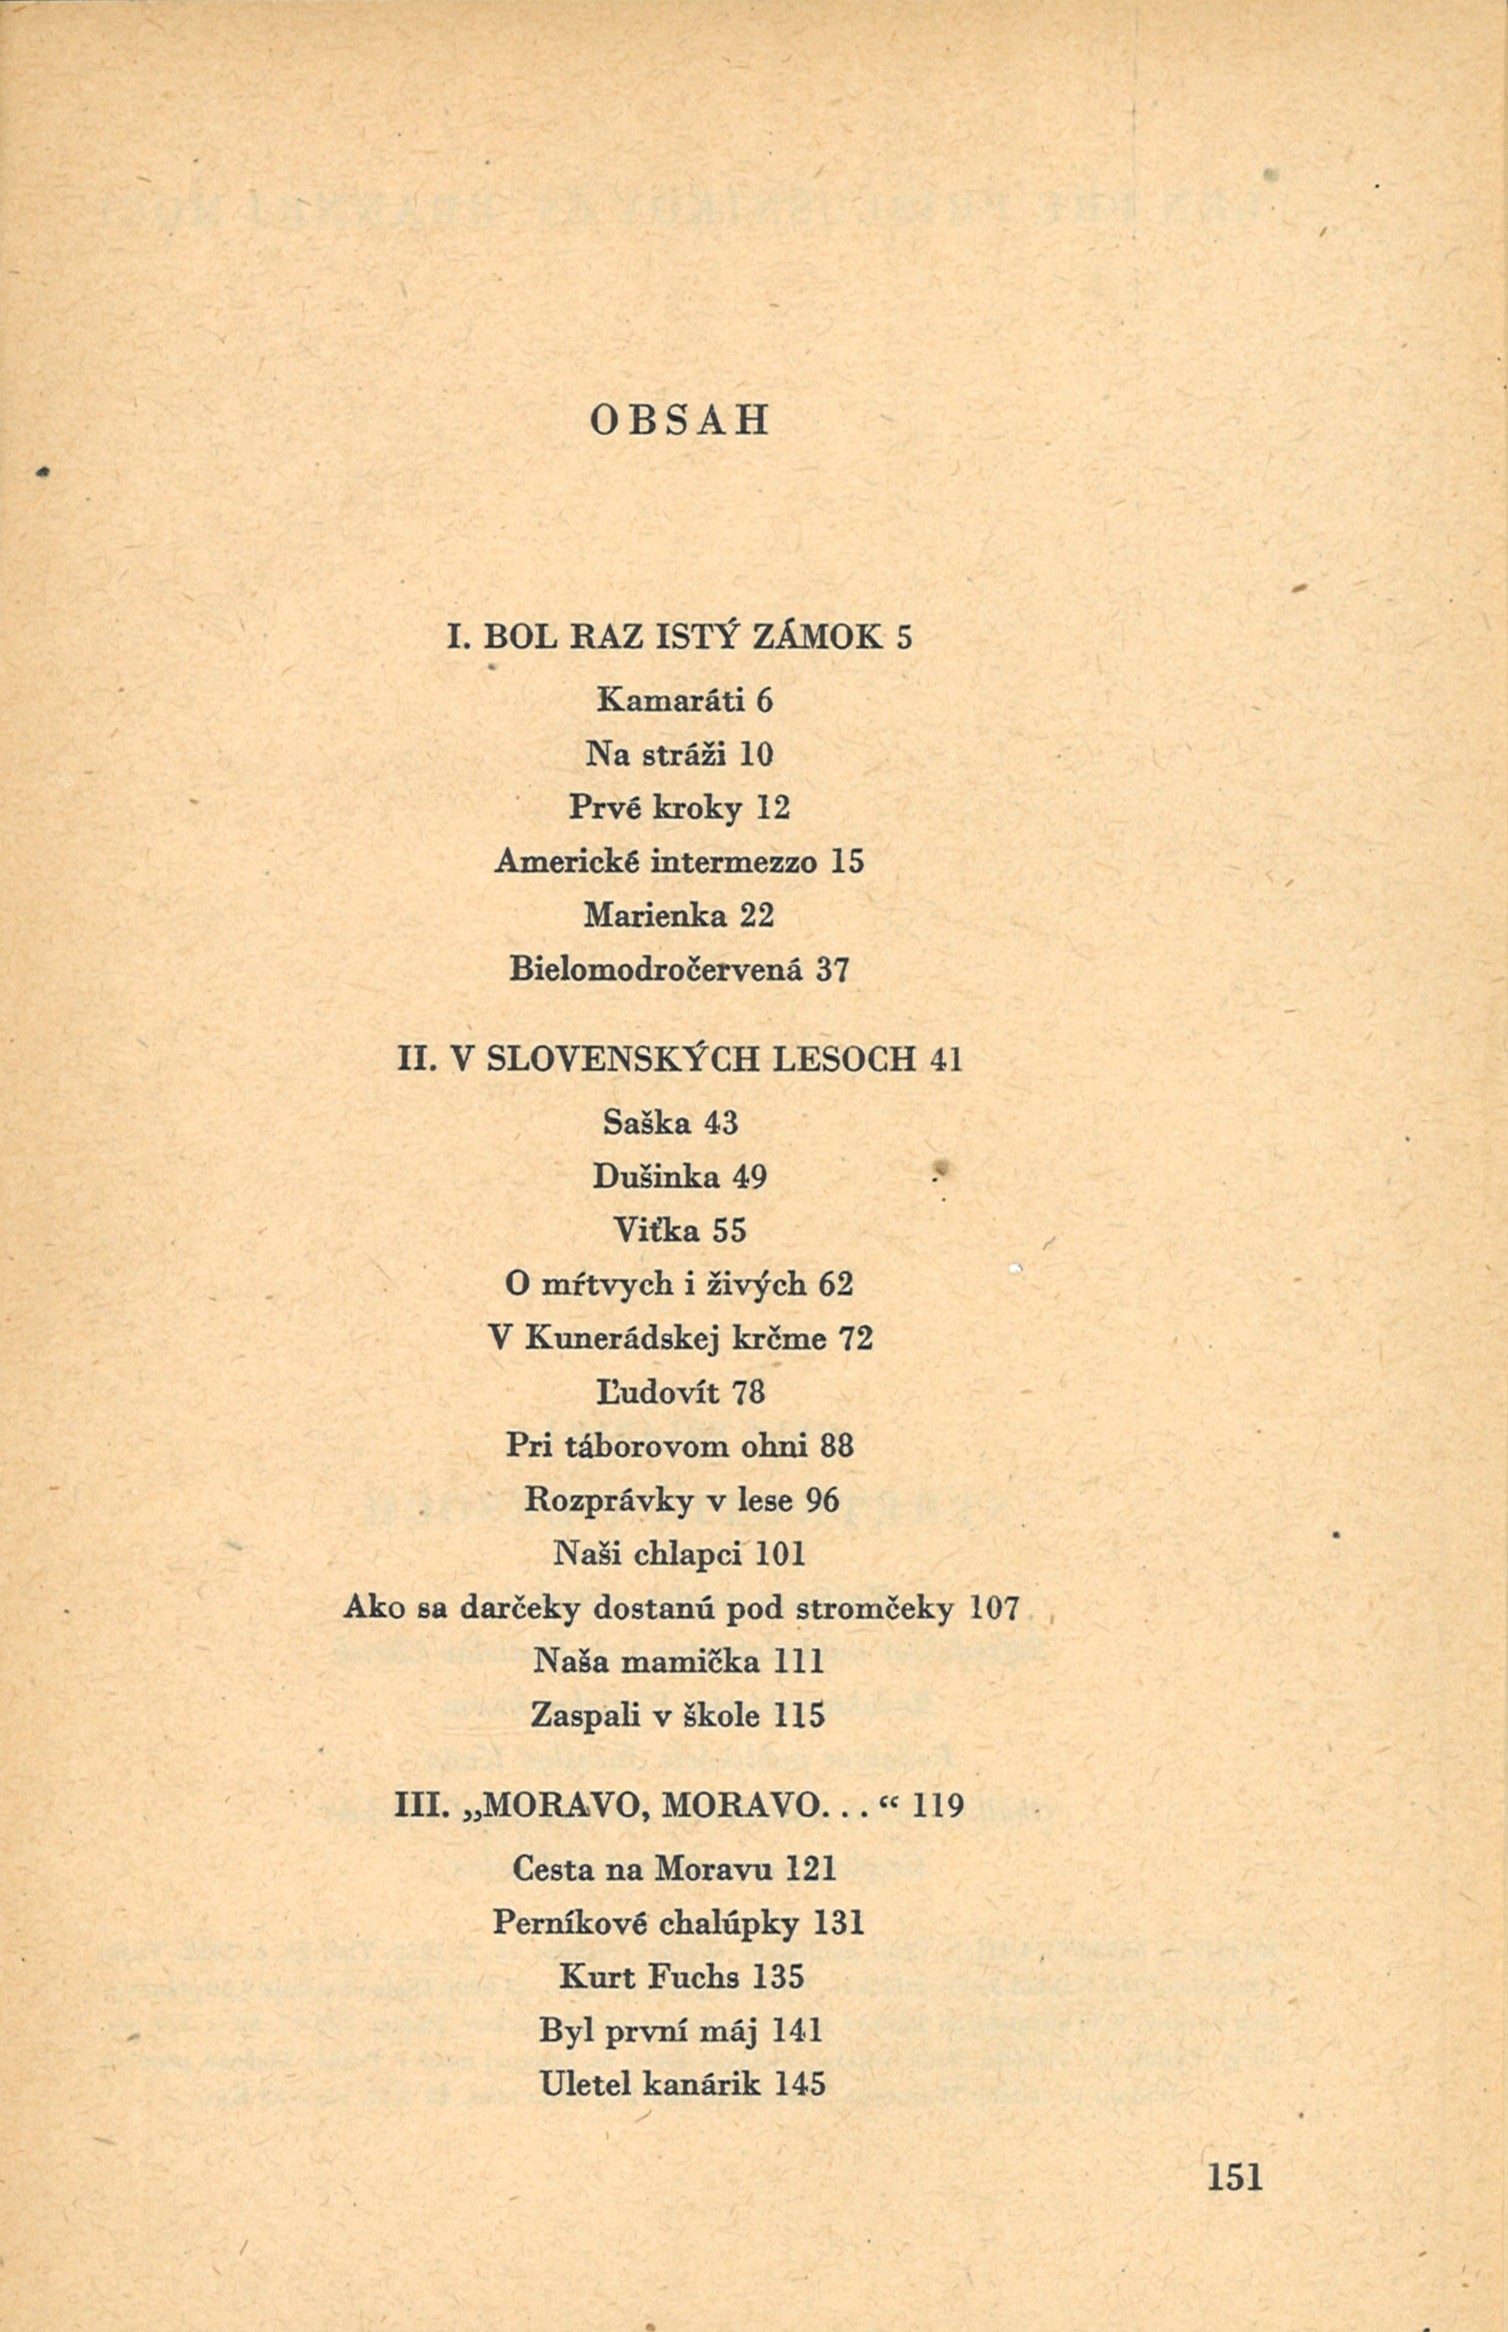 OBSAH
I. BOL RAZ ISTÝ ZÁMOK 5
Kamaráti 6
Na stráži 10
Prvé kroky 12
Americké intermezzo 15
Marienka 22
Bielomodročervená 37
II. V SLOVENSKÝCH LESOCH 41
Saška 43
Dušinka 49
Viťka 55
O mŕtvych i živých 62
V Kunerádskej krčme 72
Ľudovít 78
Pri táborovom ohni 88
Rozprávky v lese 96
Naši chlapci 101
Ako sa darčeky dostanú pod stromčeky 107
Naša mamička 111
Zaspali v škole 115
III. „MORAVO, MORAVO...“ 119
Cesta na Moravu 121
Perníkové chalúpky 131
Kurt Fuchs 135
Byl první máj 141
Uletel kanárik 145
151